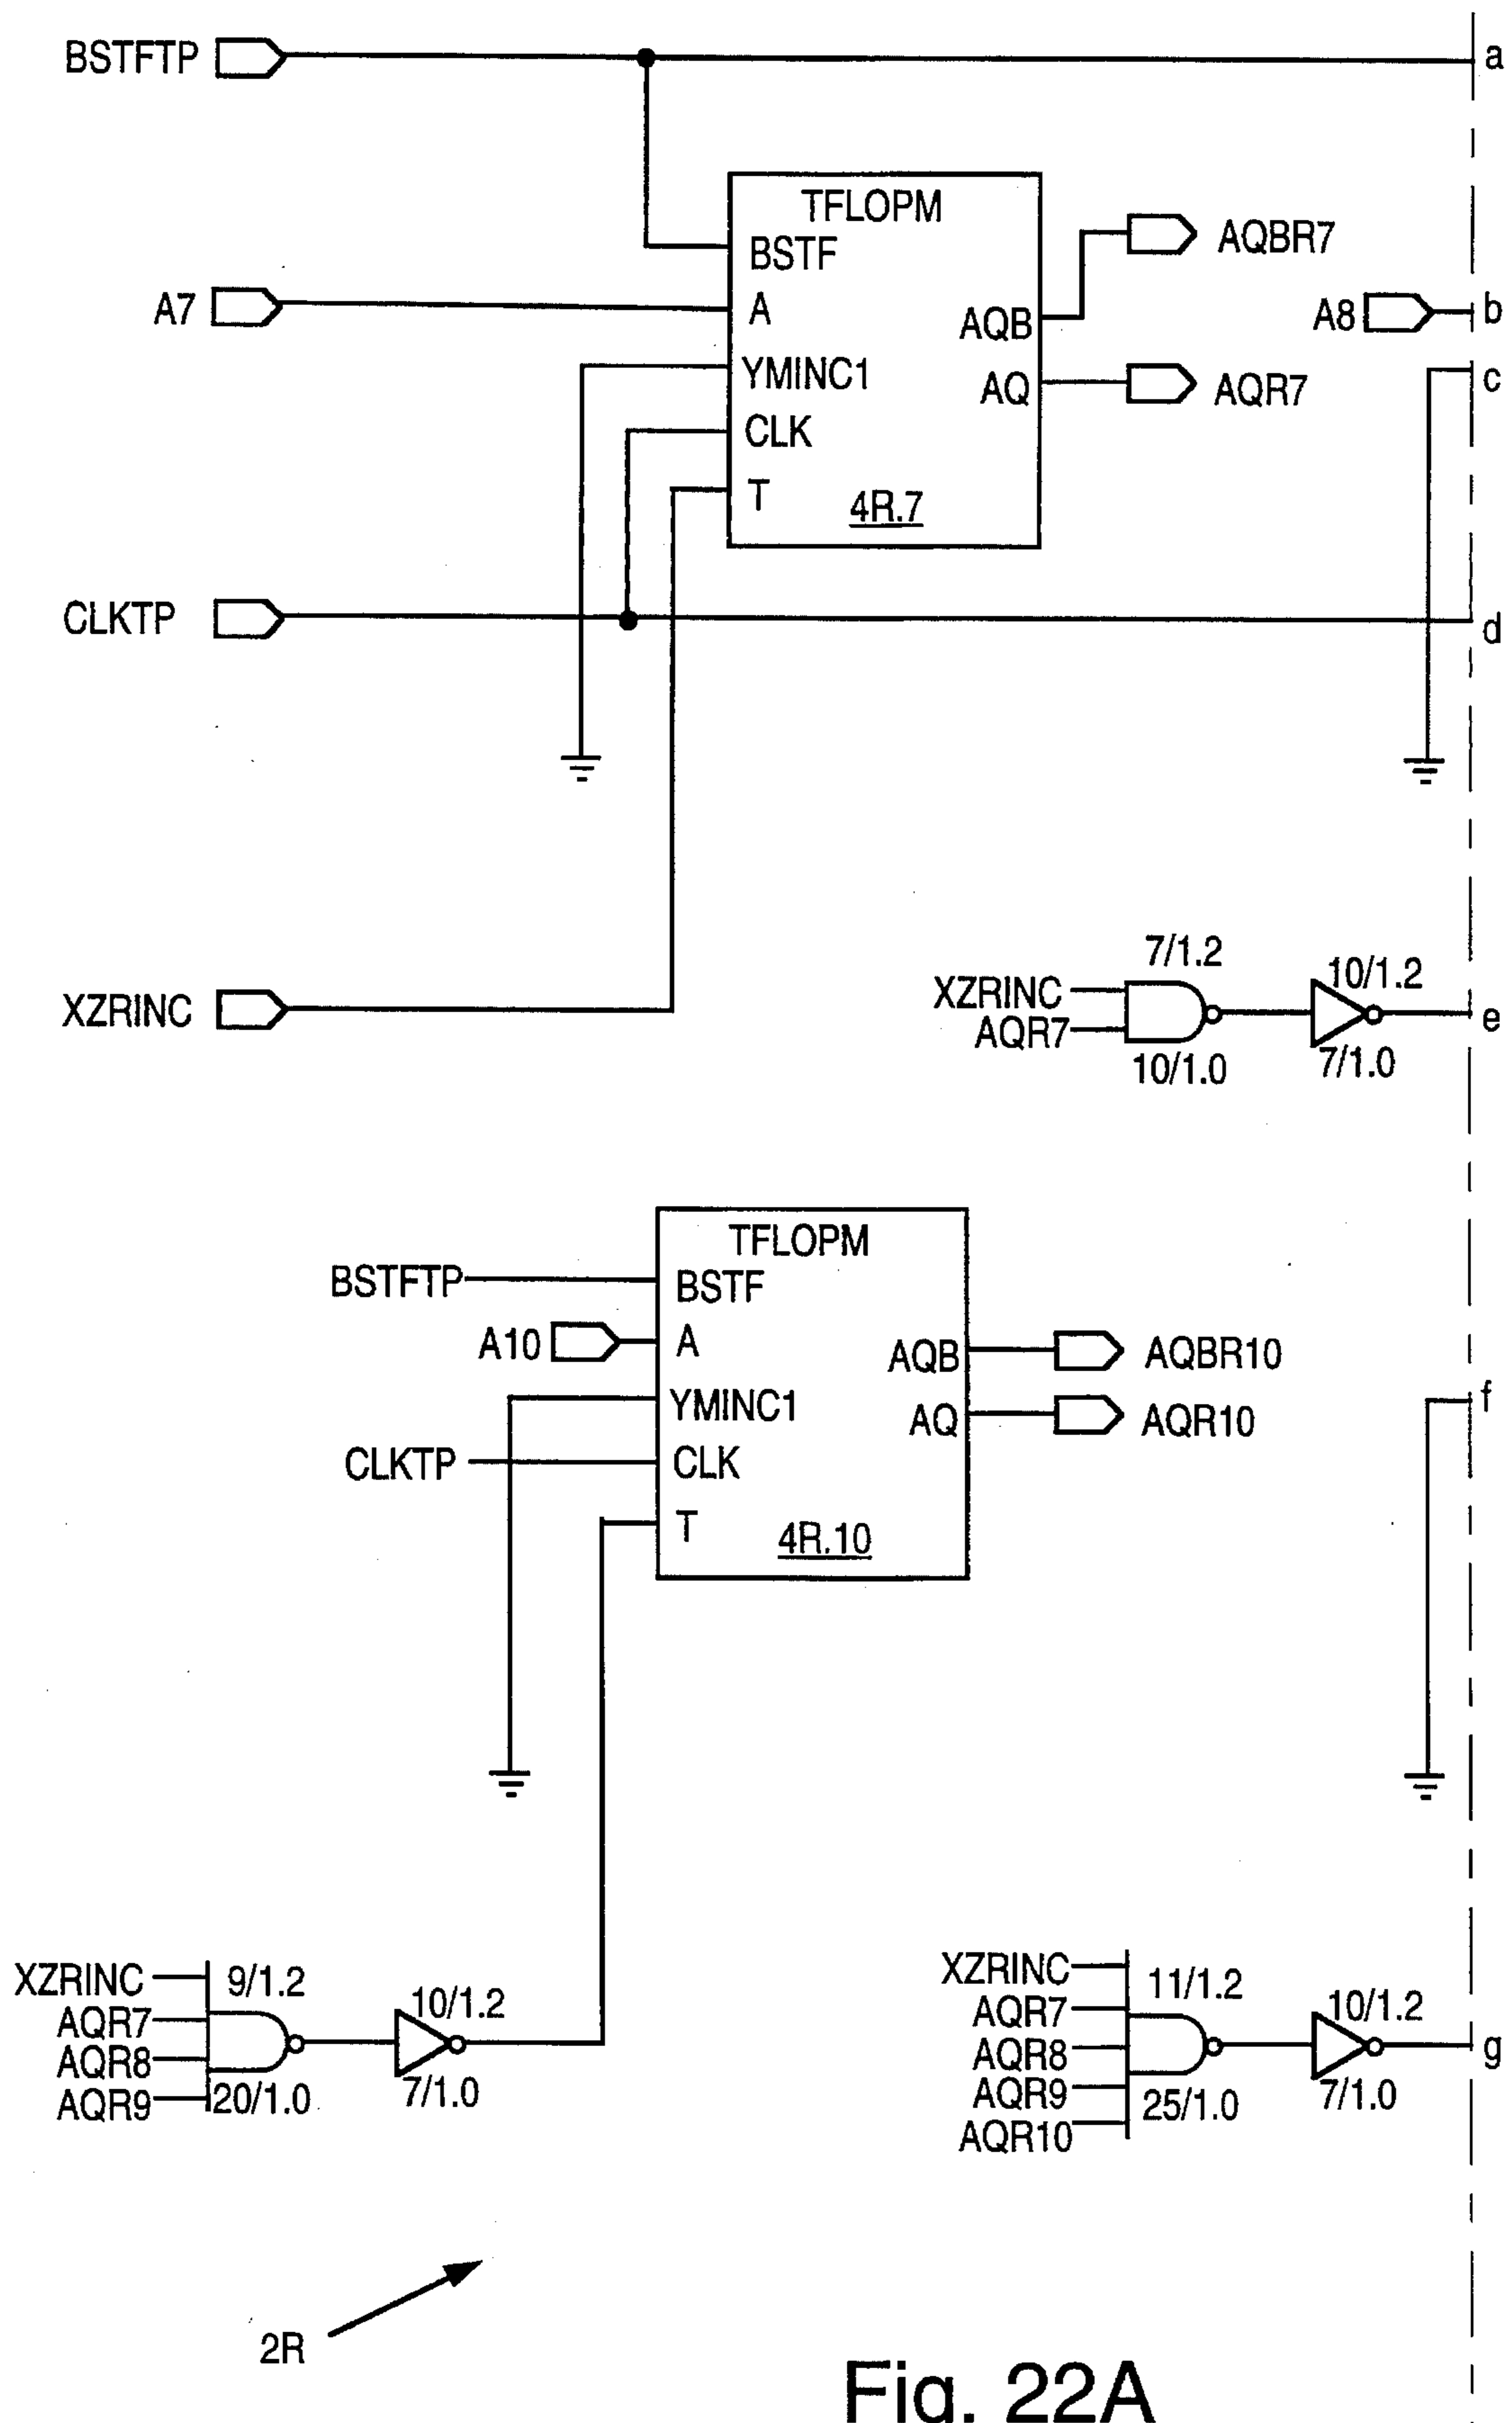 BSTFTP
a
TFLOPM
BSTF
AQBR7
A7
A
AQB
A8
b
YMINC1
AQ
AQR7
c
CLK
T
4R.7
CLKTP
d
7/1.2
10/1.2
XZRINC
XZRINC
AQR7
e
10/1.0
7/1.0
TFLOPM
BSTFTP
BSTF
A10
A
AQB
AQBR10
YMINC1
AQ
AQR10
f
CLKTP
CLK
T
4R.10
XZRINC
9/1.2
10/1.2
AQR7
AQR8
AQR9
20/1.0
7/1.0
XZRINC
11/1.2
10/1.2
AQR7
AQR8
AQR9
AQR10
25/1.0
7/1.0
g
2R
Fig. 22A